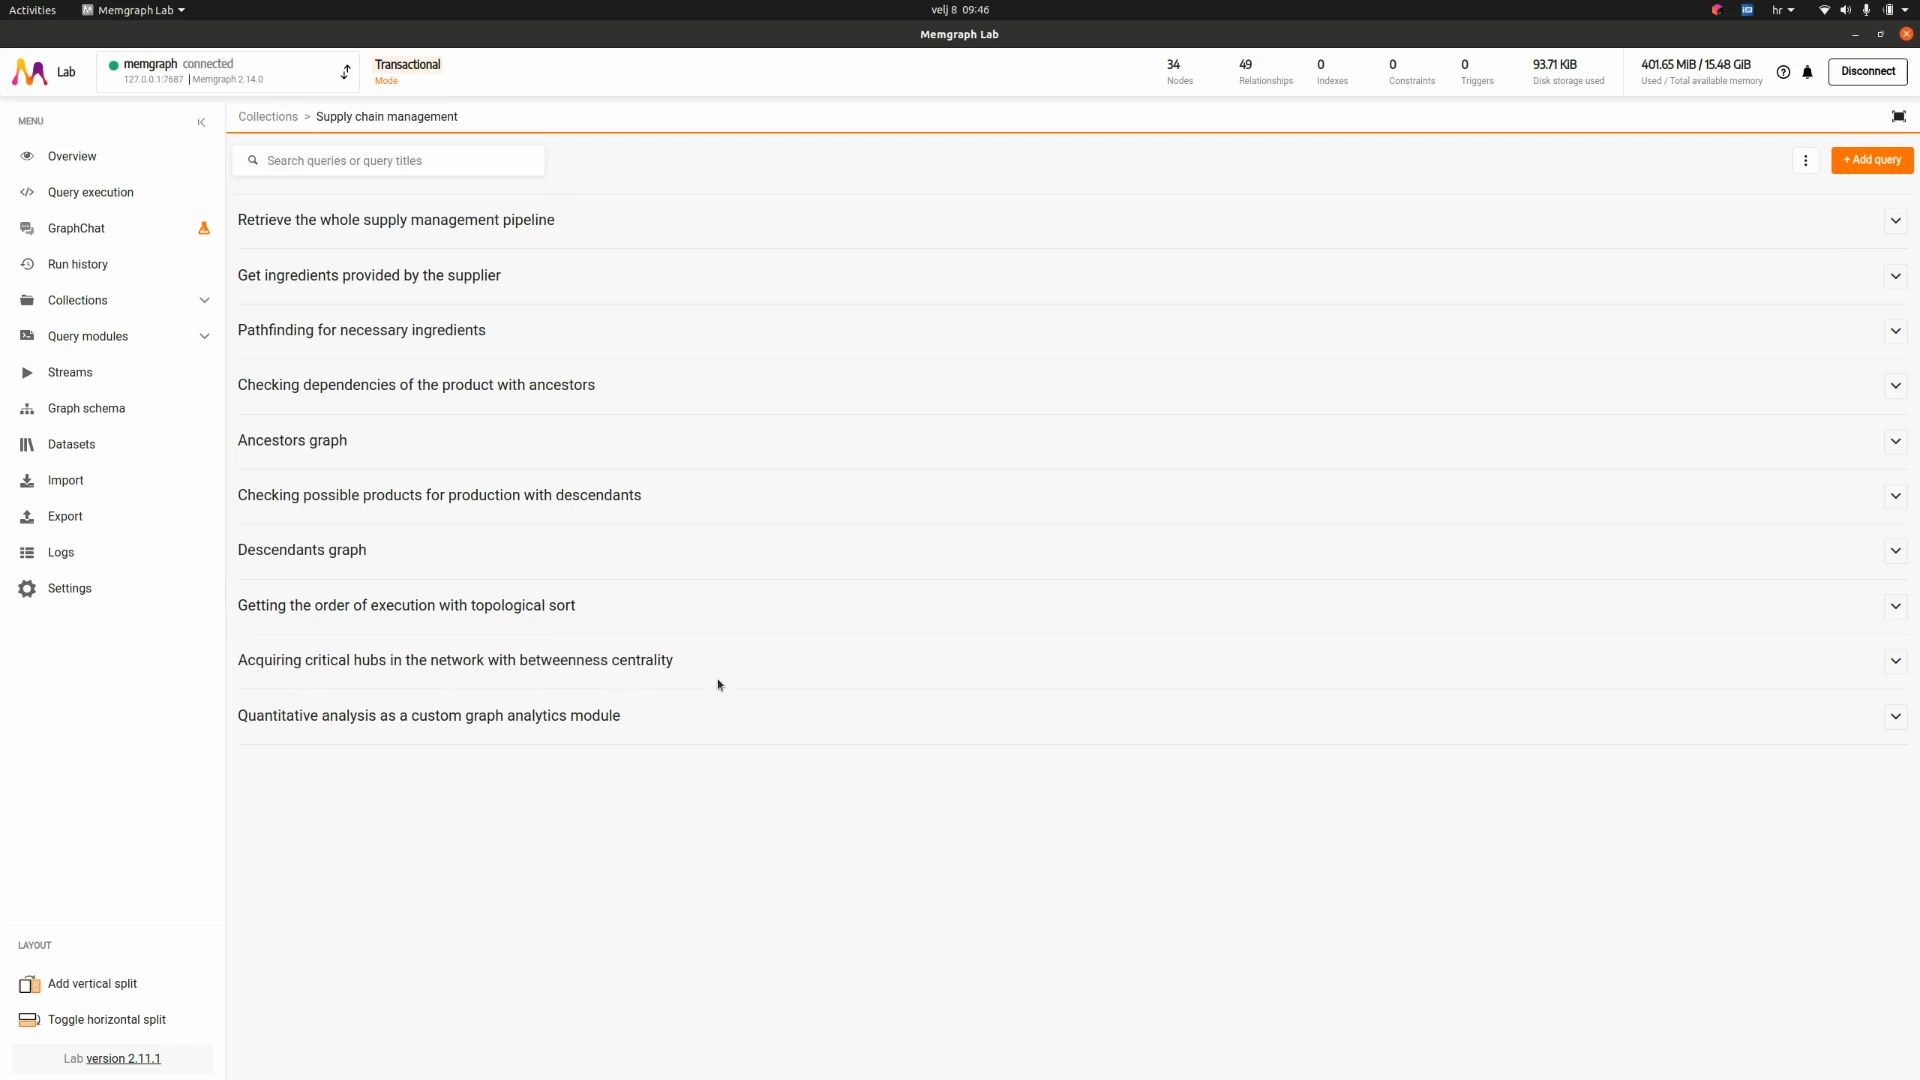 Activities
Memgraph Lab
velj 8 09:46
hr
Memgraph Lab
Lab
memgraph connected
127.0.0.1:7687 | Memgraph 2.14.0
Transactional
Mode
34
Nodes
49
Relationships
0
Indexes
0
Constraints
0
Triggers
93.71 KiB
Disk storage used
401.65 MiB / 15.48 GiB
Used / Total available memory
Disconnect
MENU
Overview
Query execution
GraphChat
Run history
Collections
Query modules
Streams
Graph schema
Datasets
Import
Export
Logs
Settings
LAYOUT
Add vertical split
Toggle horizontal split
Lab version 2.11.1
Collections > Supply chain management
Search queries or query titles
+ Add query
Retrieve the whole supply management pipeline
Get ingredients provided by the supplier
Pathfinding for necessary ingredients
Checking dependencies of the product with ancestors
Ancestors graph
Checking possible products for production with descendants
Descendants graph
Getting the order of execution with topological sort
Acquiring critical hubs in the network with betweenness centrality
Quantitative analysis as a custom graph analytics module